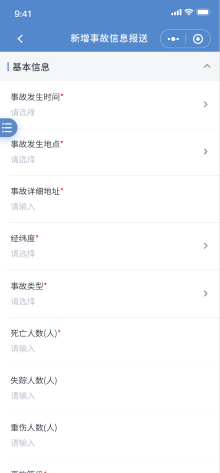 9:41
新增事故信息报送
基本信息
事故发生时间*
请选择
事故发生地点*
请选择
事故详细地址*
请输入
经纬度*
请选择
事故类型*
请选择
死亡人数(人)*
请输入
失踪人数(人)
请输入
重伤人数(人)
请输入